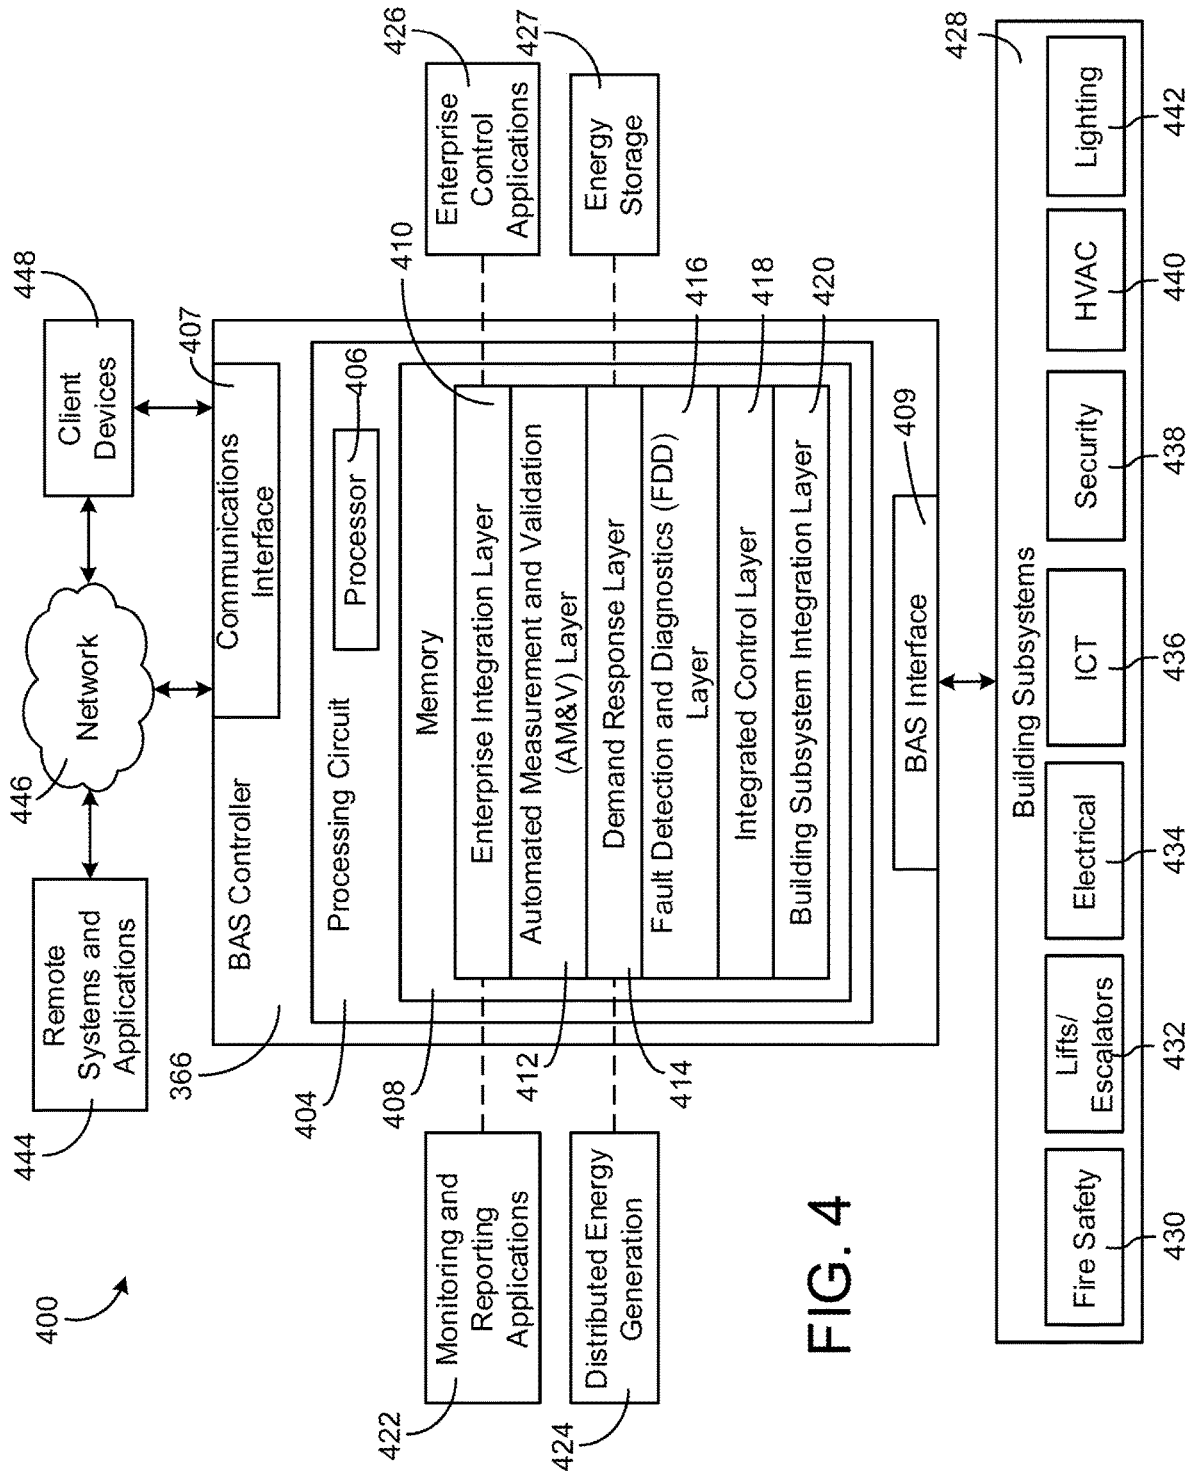 400
444
Remote
Systems and
Applications
446
Network
448
Client
Devices
366
BAS Controller
Communications
Interface
407
404
Processing Circuit
Processor
406
408
Memory
410
Enterprise Integration Layer
Automated Measurement and Validation
(AM&V) Layer
412
Demand Response Layer
414
Fault Detection and Diagnostics (FDD)
Layer
416
Integrated Control Layer
418
Building Subsystem Integration Layer
420
BAS Interface
409
422
Monitoring and
Reporting
Applications
424
Distributed Energy
Generation
426
Enterprise
Control
Applications
427
Energy
Storage
FIG. 4
428
Building Subsystems
Fire Safety
Lifts/
Escalators
Electrical
ICT
Security
HVAC
Lighting
430
432
434
436
438
440
442